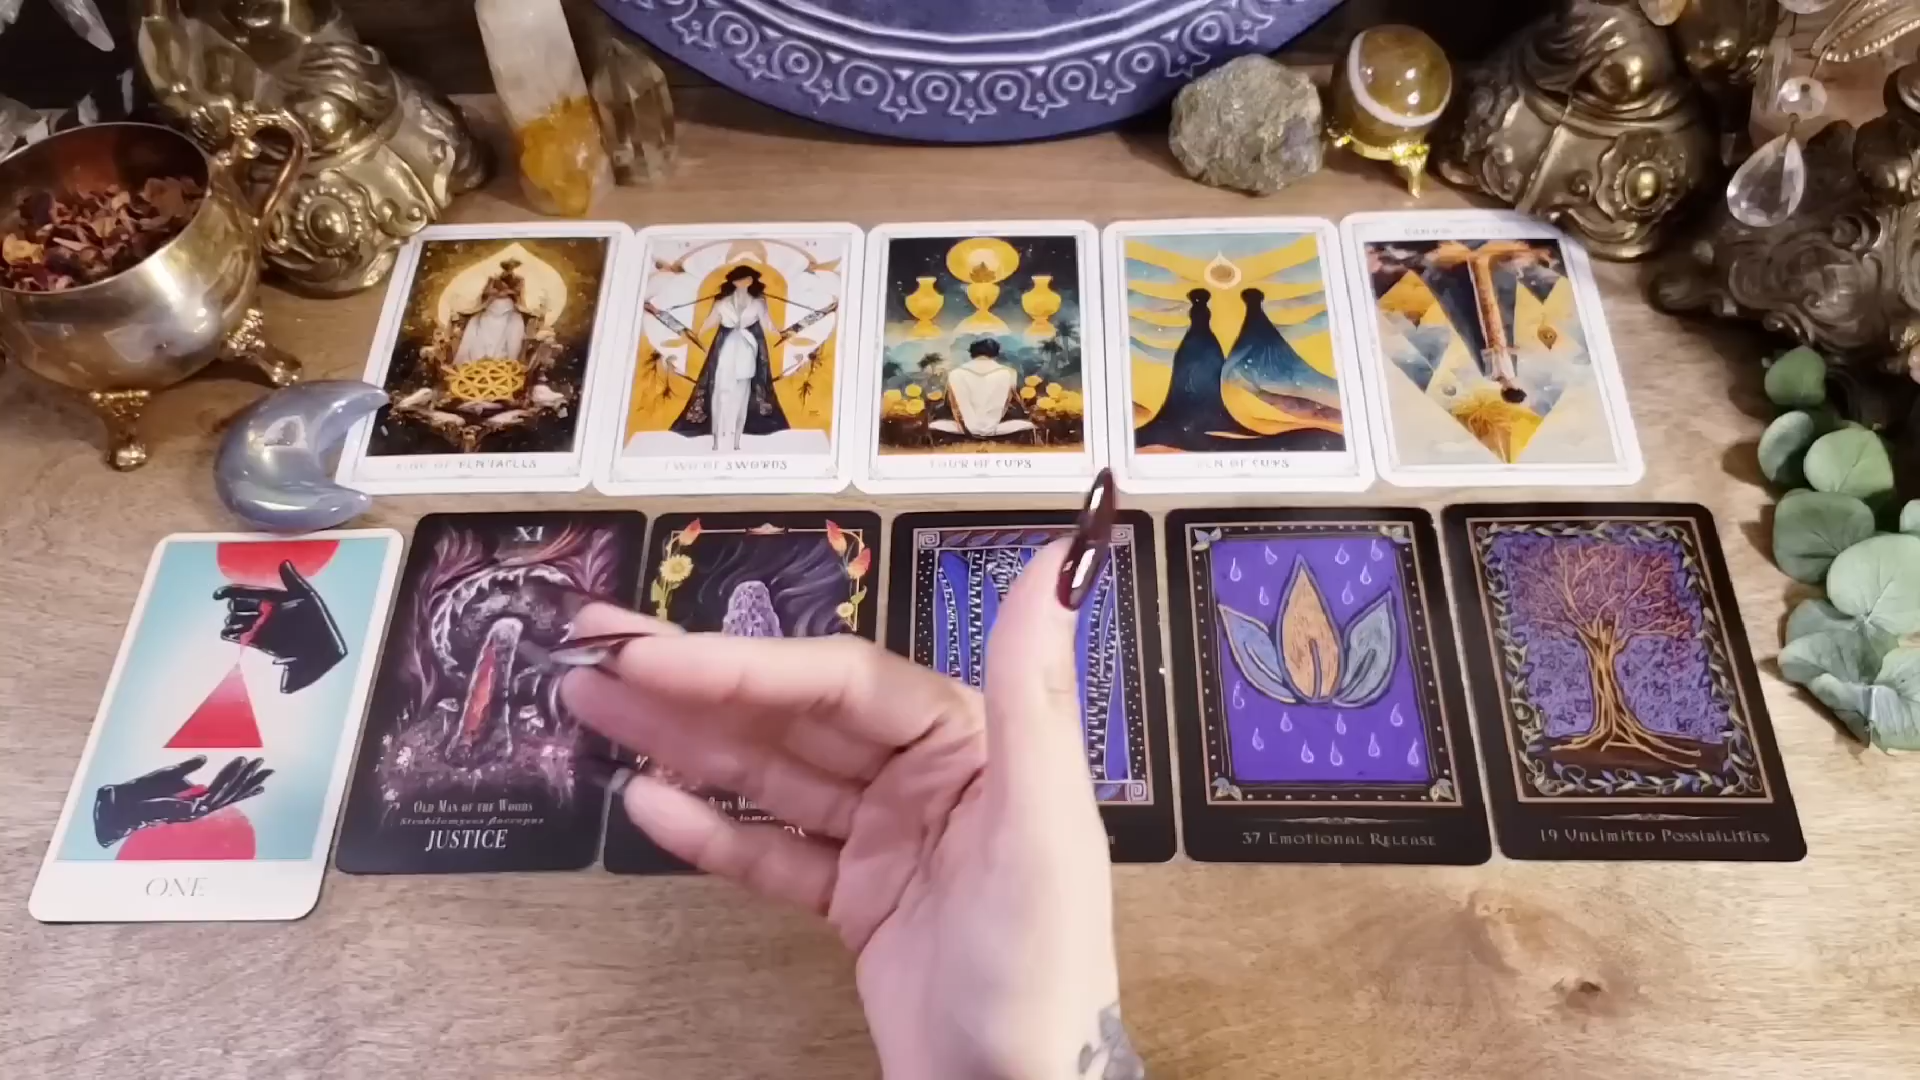 KING OF PENTACLES
TWO OF SWORDS
FOUR OF CUPS
TEN OF CUPS
ONE
XI
OLD MAN OF THE WOODS
Strobilomyces floccopus
JUSTICE
37 EMOTIONAL RELEASE
19 UNLIMITED POSSIBILITIES